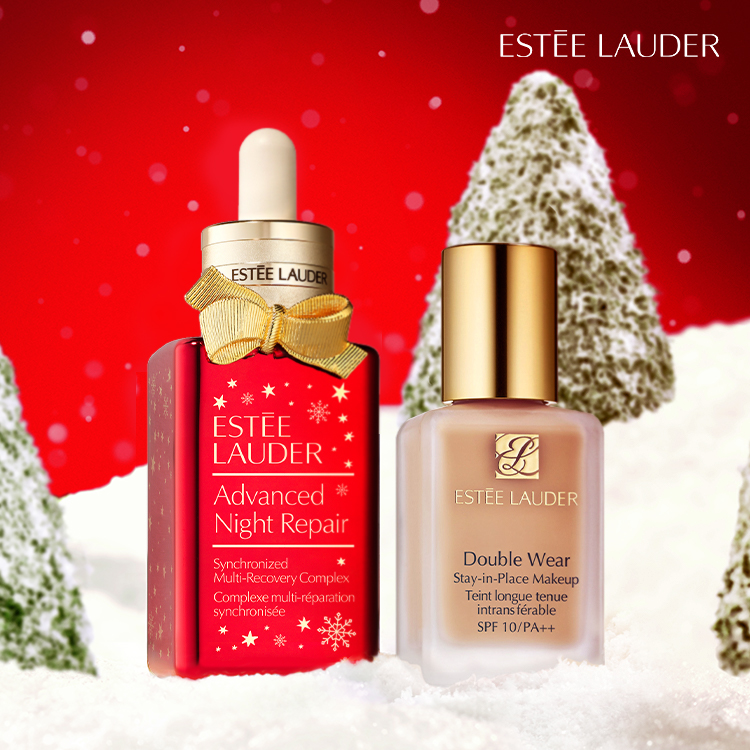 ESTĒE LAUDER
ESTĒE LAUDER
ESTĒE
LAUDER
Advanced
Night Repair
Synchronized
Multi-Recovery Complex
Complexe multi-réparation
synchronisée
ESTĒE LAUDER
Double Wear
Stay-in-Place Makeup
Teint longue tenue
intransférable
SPF 10/PA++